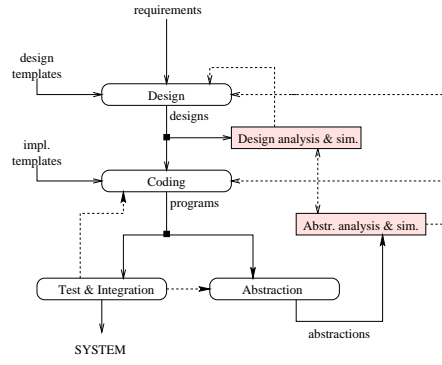 requirements
design
templates
Design
designs
Design analysis & sim.
impl.
templates
Coding
programs
Abstr. analysis & sim.
Test & Integration
Abstraction
abstractions
SYSTEM